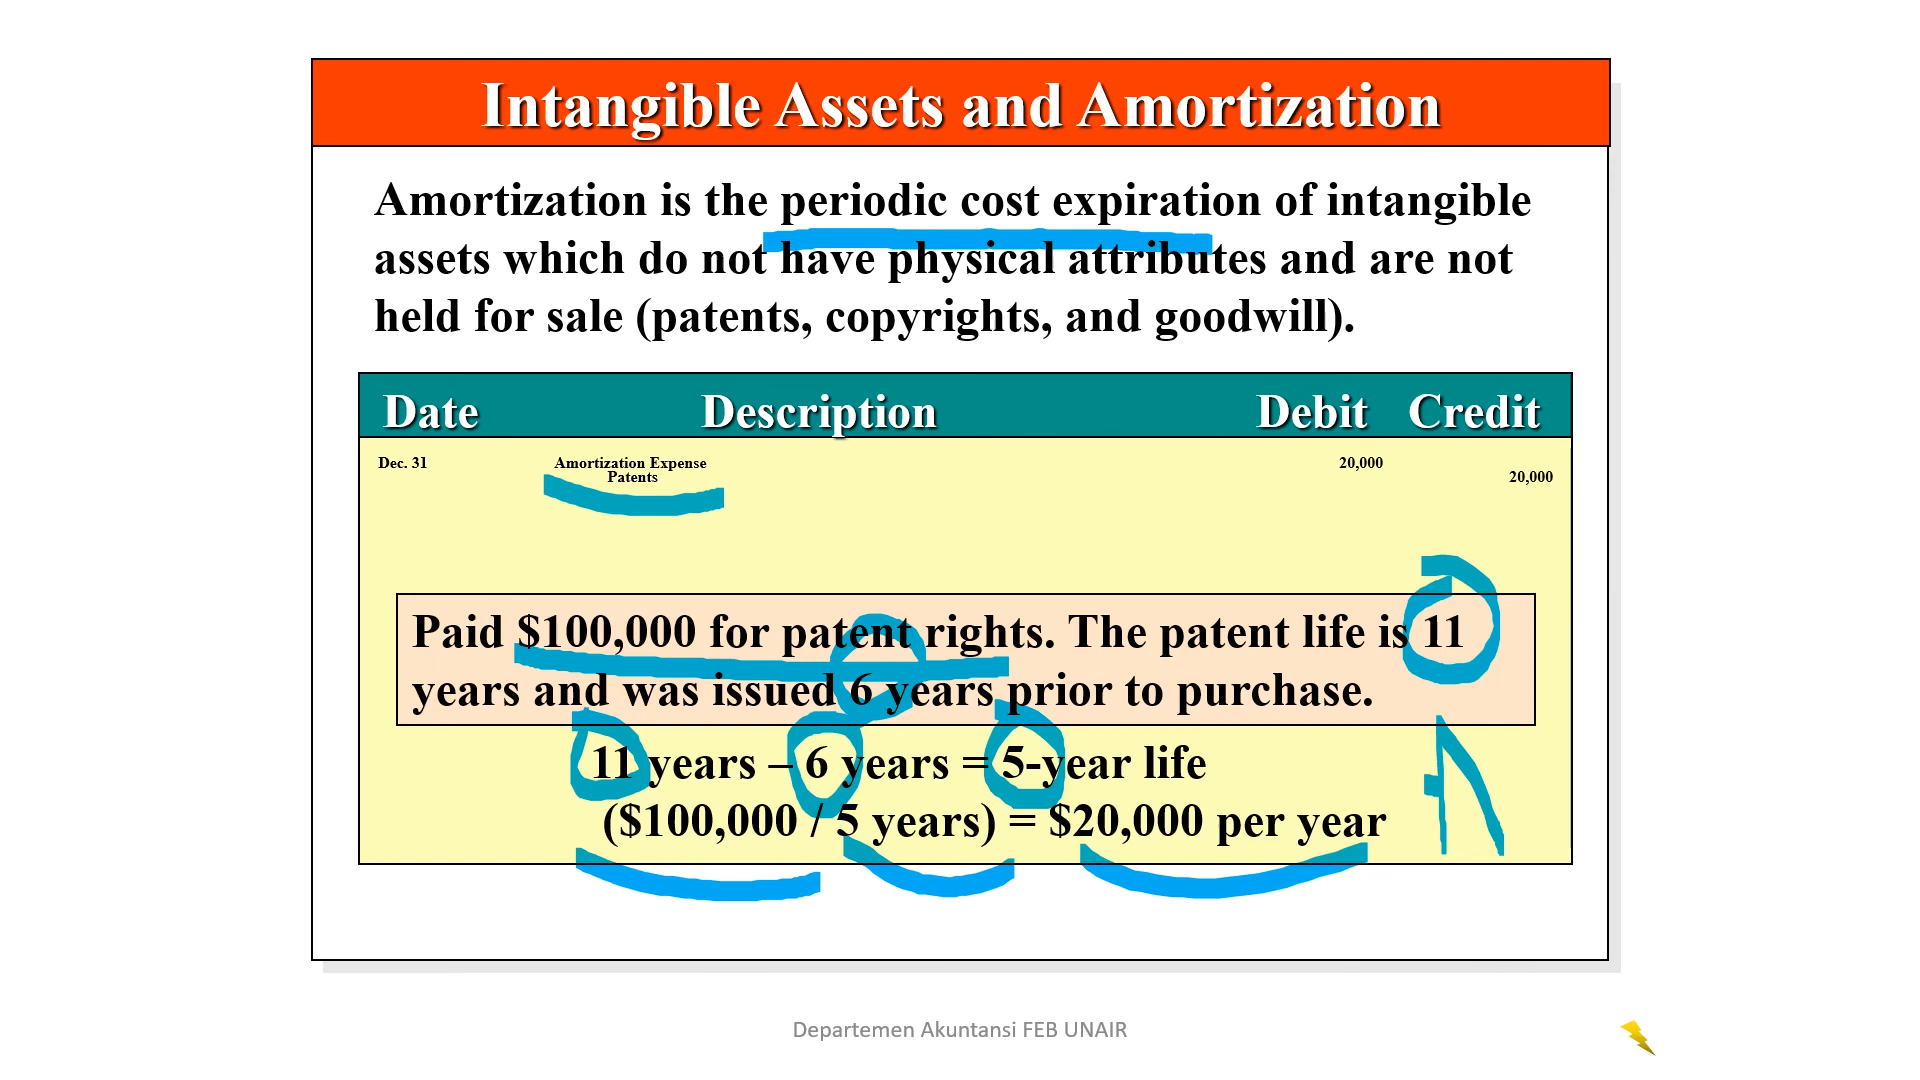 Intangible Assets and Amortization
Amortization is the periodic cost expiration of intangible
assets which do not have physical attributes and are not
held for sale (patents, copyrights, and goodwill).
Date Description Debit Credit
Dec. 31 Amortization Expense 20,000
Patents 20,000
Paid $100,000 for patent rights. The patent life is 11
years and was issued 6 years prior to purchase.
11 years – 6 years = 5-year life
($100,000 / 5 years) = $20,000 per year
Departemen Akuntansi FEB UNAIR